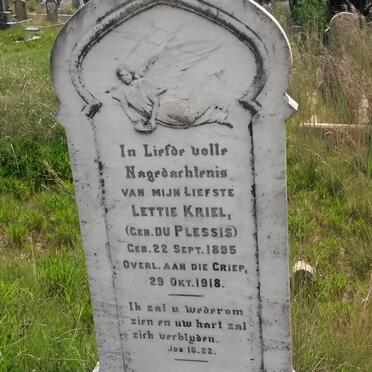 In Liefde volle
Nagedachtenis
VAN MIJN LIEFSTE
LETTIE KRIEL,
(GEB. DU PLESSIS)
GEB. 22 SEPT. 1895
OVERL. AAN DIE GRIEP,
29 OKT. 1918.
Ik zal u wederom
zien en uw hart zal
zich verblyden.
JOH 16. 22.